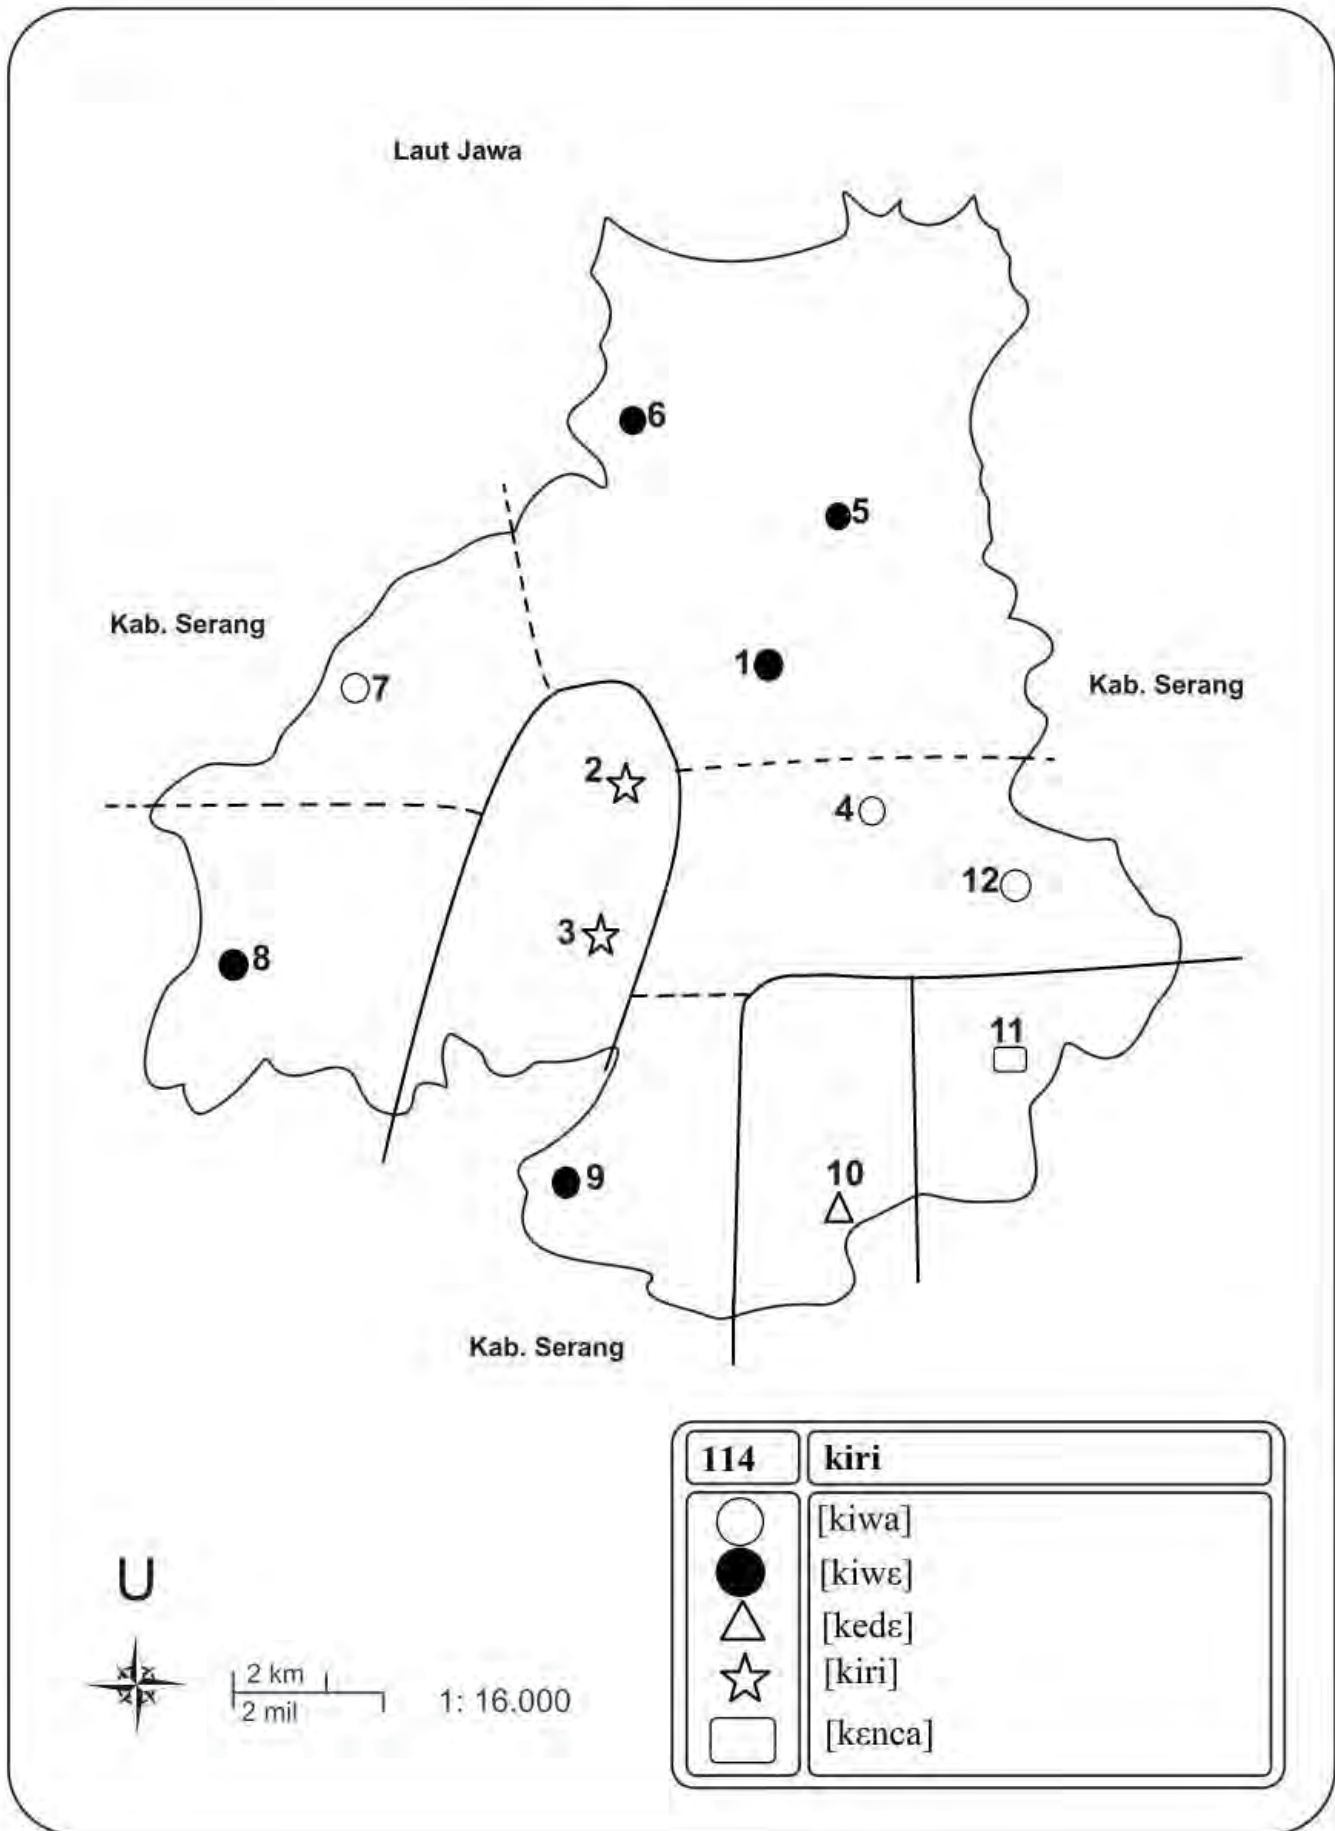 Laut Jawa
6
5
Kab. Serang
1
7
Kab. Serang
2
4
12
3
8
11
10
9
Kab. Serang
114 kiri
[kiwa]
[kiwɛ]
[kedɛ]
[kiri]
[kɛnca]
U
2 km
2 mil
1: 16.000